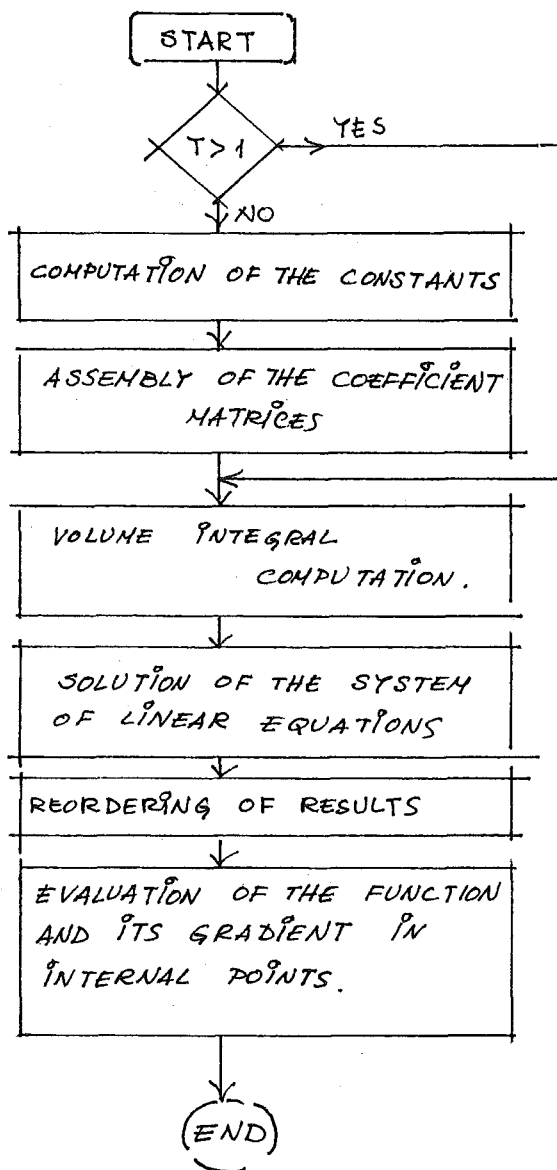 START
T>1
YES
NO
COMPUTATION OF THE CONSTANTS
ASSEMBLY OF THE COEFFICIENT
MATRICES
VOLUME INTEGRAL
COMPUTATION.
SOLUTION OF THE SYSTEM
OF LINEAR EQUATIONS
REORDERING OF RESULTS
EVALUATION OF THE FUNCTION
AND ITS GRADIENT IN
INTERNAL POINTS.
END